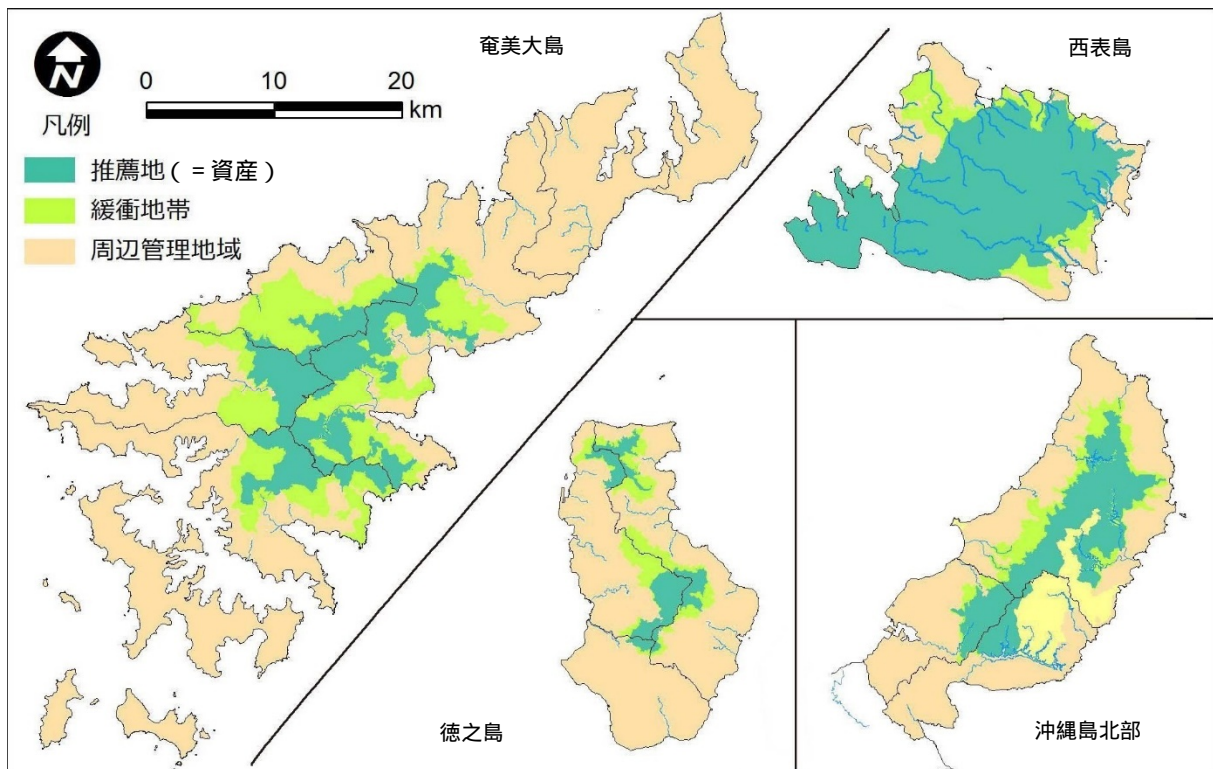 奄美大島
西表島
N
0 10 20
km
凡例
推薦地(=資産)
緩衝地帯
周辺管理地域
徳之島
沖縄島北部